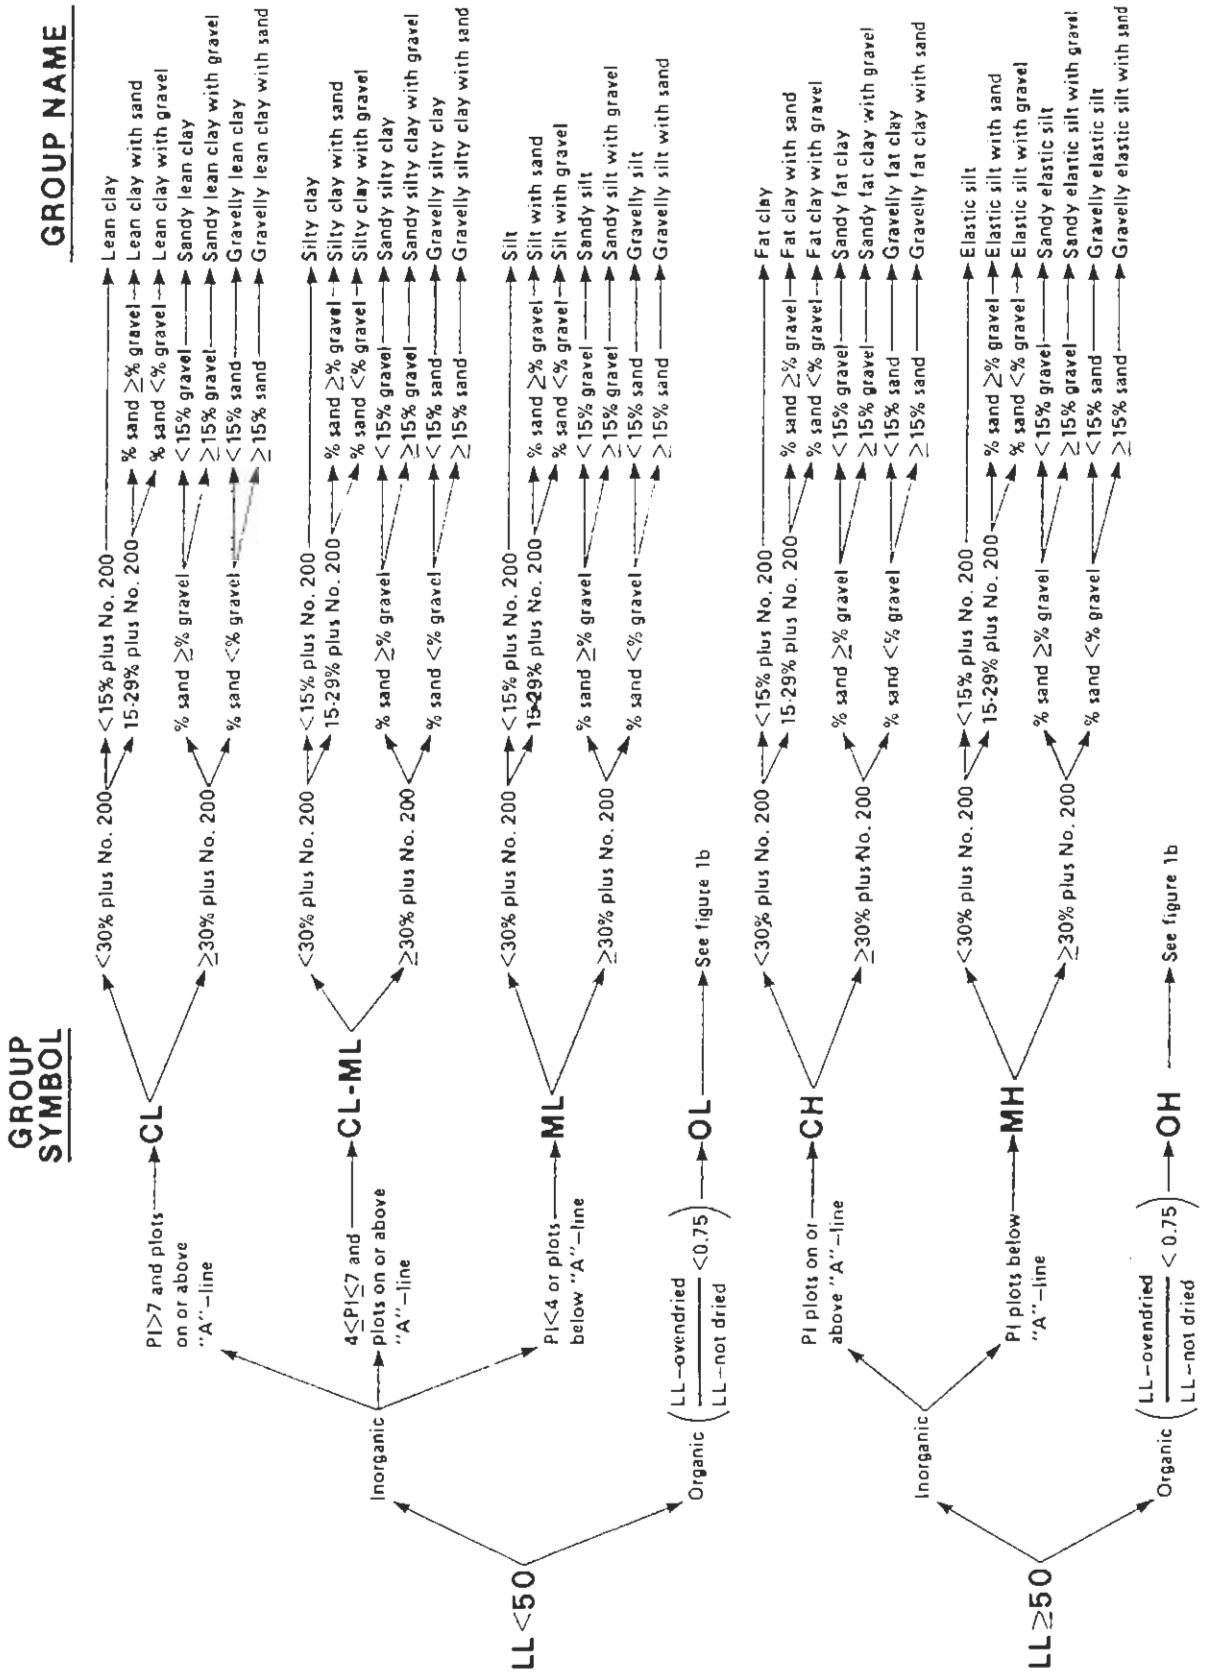 GROUP
SYMBOL
GROUP NAME
LL <50
Inorganic
PI>7 and plots
on or above
"A"–line
CL
<30% plus No. 200
<15% plus No. 200
Lean clay
15-29% plus No. 200
% sand ≥% gravel
Lean clay with sand
% sand <% gravel
Lean clay with gravel
≥30% plus No. 200
% sand ≥% gravel
<15% gravel
Sandy lean clay
≥15% gravel
Sandy lean clay with gravel
% sand <% gravel
<15% sand
Gravelly lean clay
≥15% sand
Gravelly lean clay with sand
4≤PI≤7 and
plots on or above
"A"–line
CL-ML
<30% plus No. 200
<15% plus No. 200
Silty clay
15-29% plus No. 200
% sand ≥% gravel
Silty clay with sand
% sand <% gravel
Silty clay with gravel
≥30% plus No. 200
% sand ≥% gravel
<15% gravel
Sandy silty clay
≥15% gravel
Sandy silty clay with gravel
% sand <% gravel
<15% sand
Gravelly silty clay
≥15% sand
Gravelly silty clay with sand
PI<4 or plots
below "A"–line
ML
<30% plus No. 200
<15% plus No. 200
Silt
15-29% plus No. 200
% sand ≥% gravel
Silt with sand
% sand <% gravel
Silt with gravel
≥30% plus No. 200
% sand ≥% gravel
<15% gravel
Sandy silt
≥15% gravel
Sandy silt with gravel
% sand <% gravel
<15% sand
Gravelly silt
≥15% sand
Gravelly silt with sand
Organic
LL–ovendried
LL–not dried
<0.75
OL
See figure 1b
LL≥50
Inorganic
PI plots on or
above "A"–line
CH
<30% plus No. 200
<15% plus No. 200
Fat clay
15-29% plus No. 200
% sand ≥% gravel
Fat clay with sand
% sand <% gravel
Fat clay with gravel
≥30% plus No. 200
% sand ≥% gravel
<15% gravel
Sandy fat clay
≥15% gravel
Sandy fat clay with gravel
% sand <% gravel
<15% sand
Gravelly fat clay
≥15% sand
Gravelly fat clay with sand
PI plots below
"A"–line
MH
<30% plus No. 200
<15% plus No. 200
Elastic silt
15-29% plus No. 200
% sand ≥% gravel
Elastic silt with sand
% sand <% gravel
Elastic silt with gravel
≥30% plus No. 200
% sand ≥% gravel
<15% gravel
Sandy elastic silt
≥15% gravel
Sandy elastic silt with gravel
% sand <% gravel
<15% sand
Gravelly elastic silt
≥15% sand
Gravelly elastic silt with sand
Organic
LL–ovendried
LL–not dried
< 0.75
OH
See figure 1b